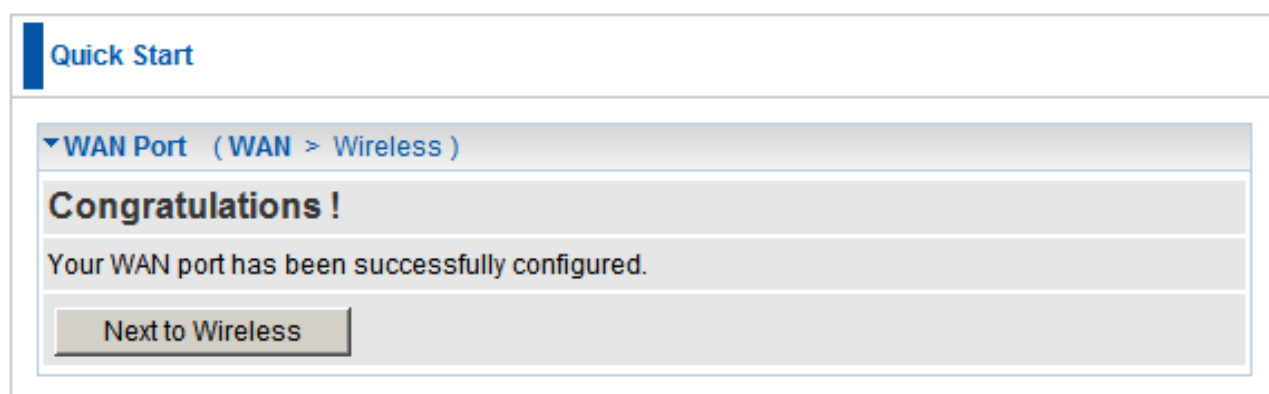 Quick Start
WAN Port ( WAN > Wireless )
Congratulations !
Your WAN port has been successfully configured.
Next to Wireless